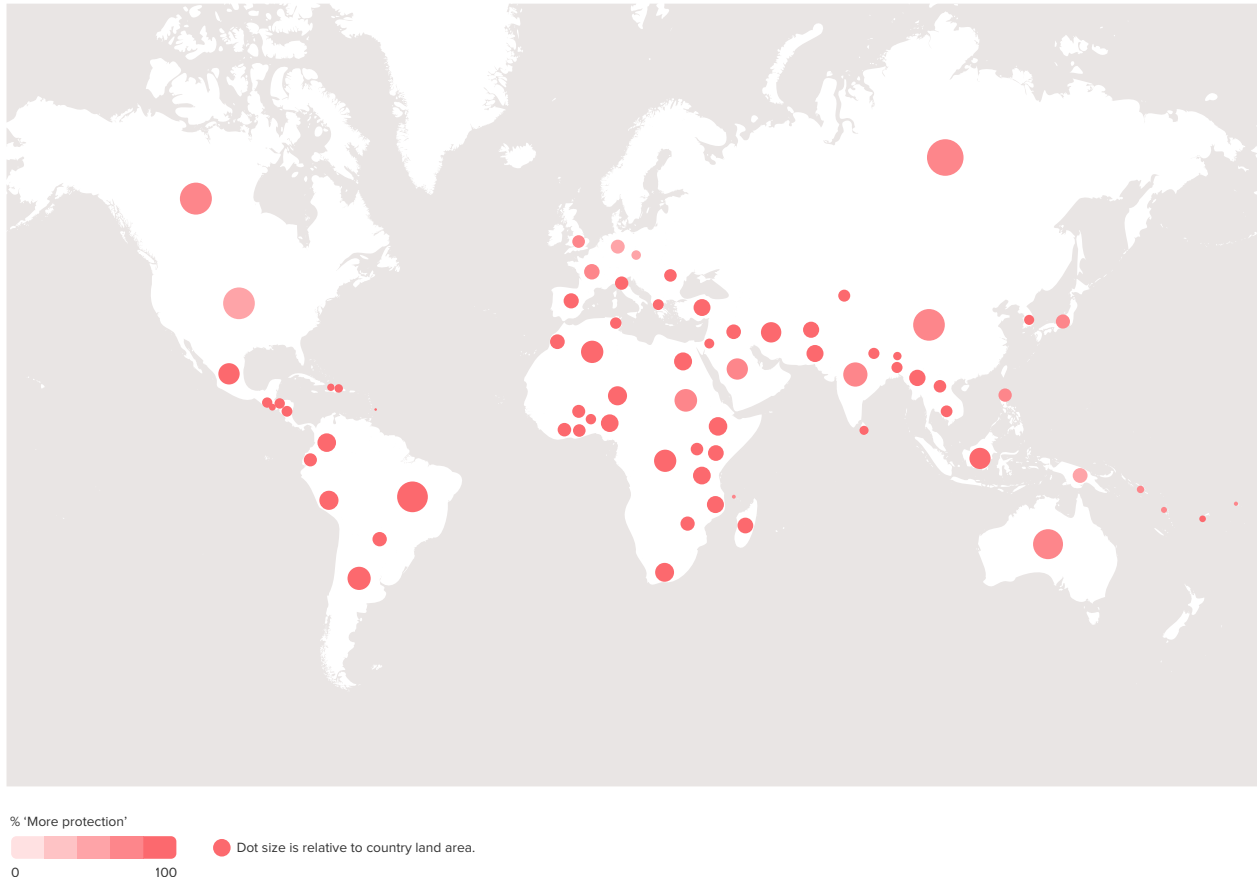 % ‘More protection’
Dot size is relative to country land area.
0 100